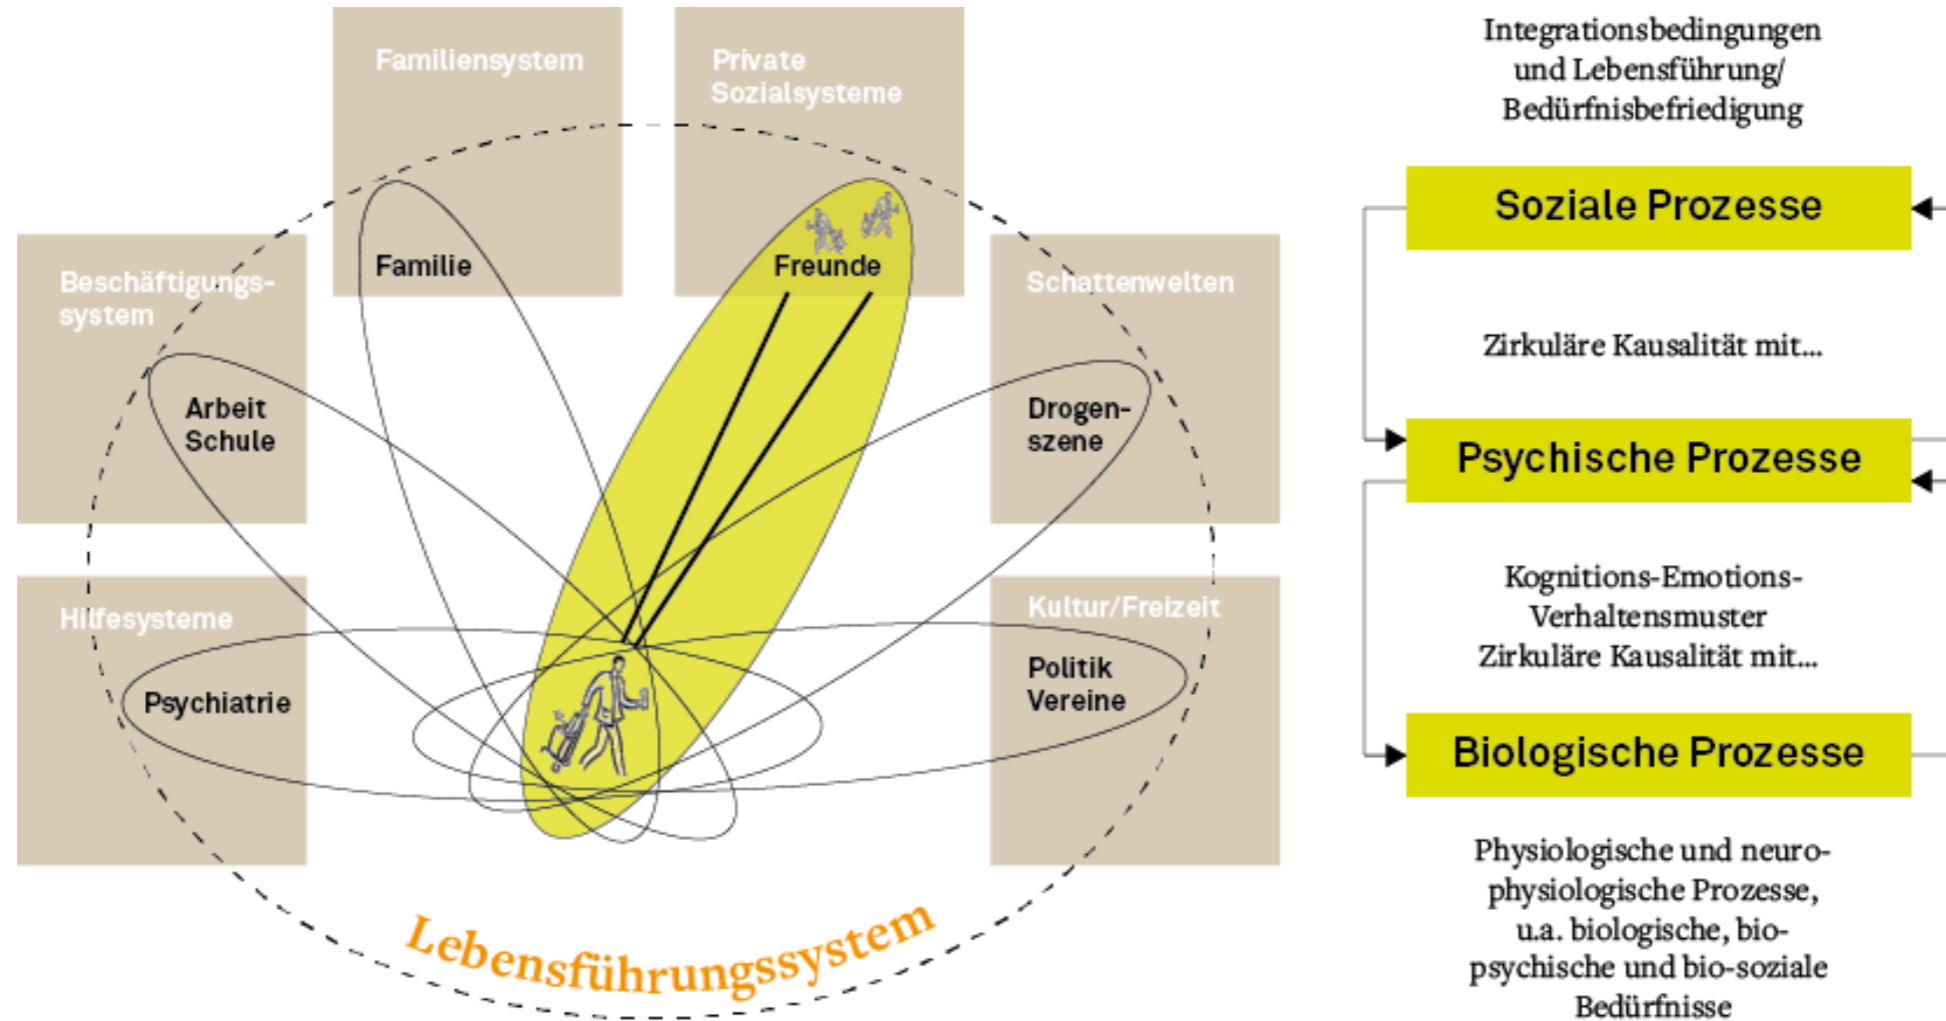 Familiensystem
Private
Sozialsysteme
Familie
Freunde
Beschäftigungs-
system
Schattenwelten
Arbeit
Schule
Drogen-
szene
Hilfesysteme
Kultur/Freizeit
Psychiatrie
Politik
Vereine
Lebensführungssystem
Integrationsbedingungen
und Lebensführung/
Bedürfnisbefriedigung
Soziale Prozesse
Zirkuläre Kausalität mit...
Psychische Prozesse
Kognitions-Emotions-
Verhaltensmuster
Zirkuläre Kausalität mit...
Biologische Prozesse
Physiologische und neuro-
physiologische Prozesse,
u.a. biologische, bio-
psychische und bio-soziale
Bedürfnisse